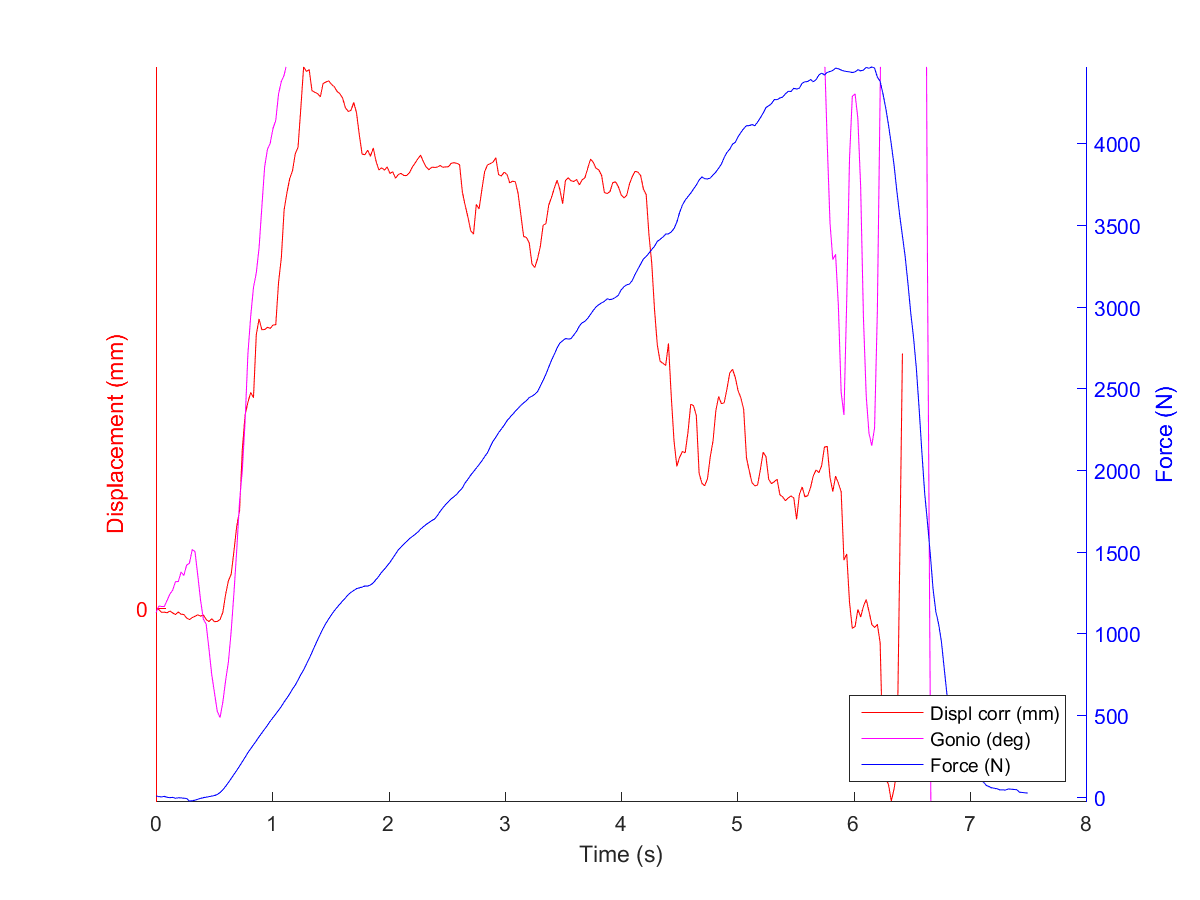 4000
3500
3000
2500
2000
1500
1000
500
0
Force (N)
Displacement (mm)
0
Displ corr (mm)
Gonio (deg)
Force (N)
0 1 2 3 4 5 6 7 8
Time (s)